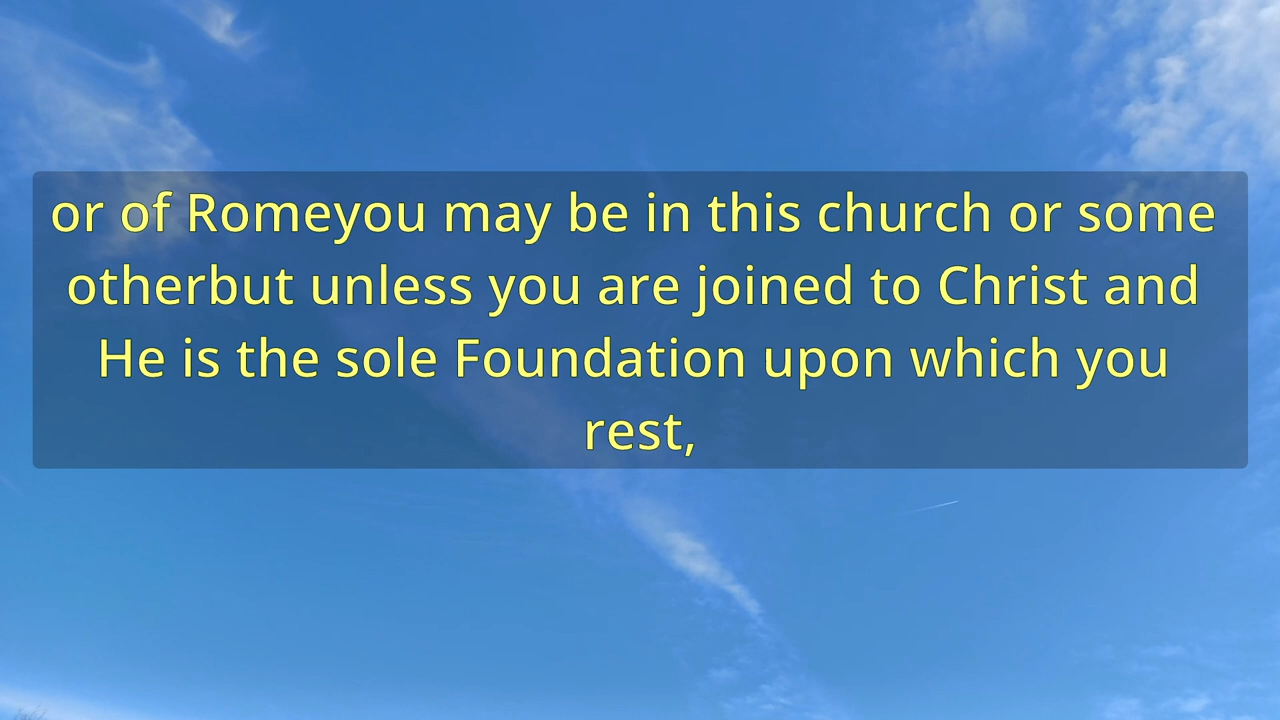 or of Romeyou may be in this church or some
otherbut unless you are joined to Christ and
He is the sole Foundation upon which you
rest,